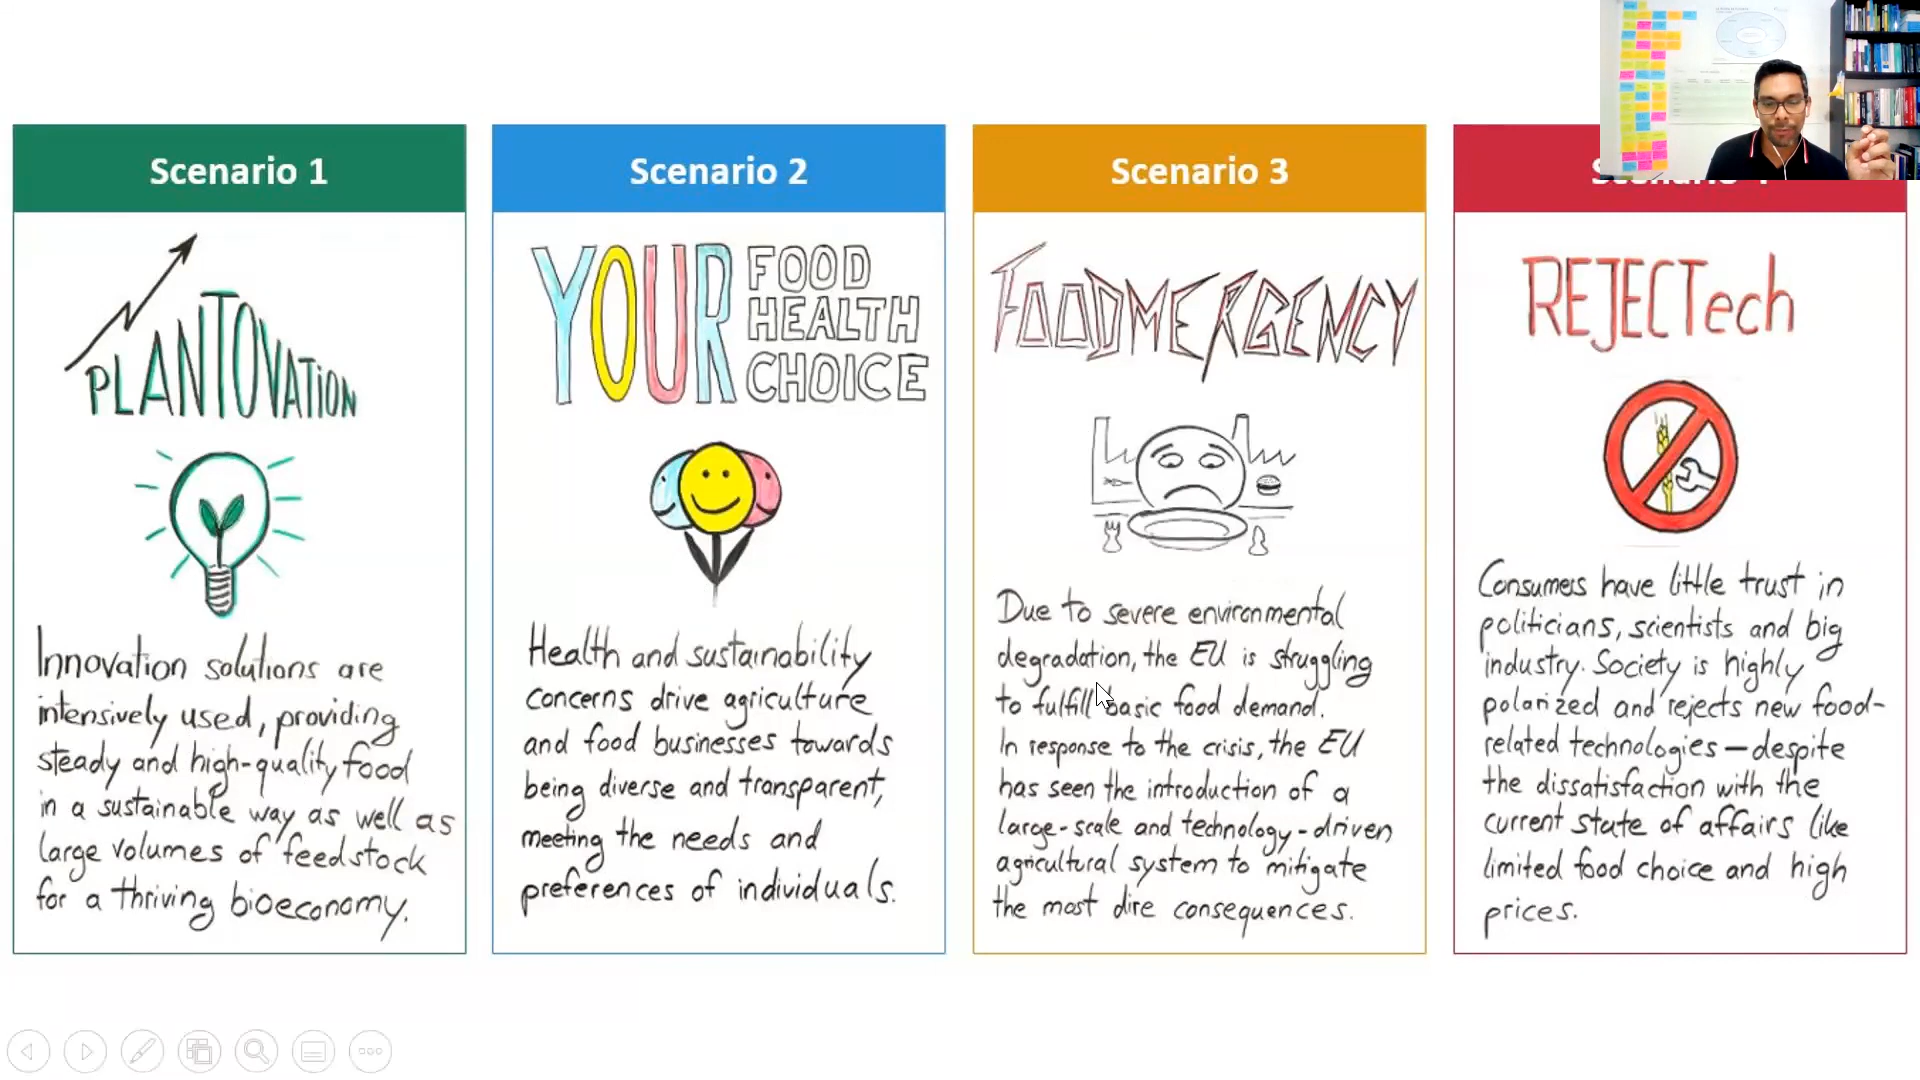 Scenario 1
PLANTOVATION
Innovation solutions are
intensively used, providing
steady and high-quality food
in a sustainable way as well as
large volumes of feedstock
for a thriving bioeconomy.
Scenario 2
YOUR
FOOD
HEALTH
CHOICE
Health and sustainability
concerns drive agriculture
and food businesses towards
being diverse and transparent,
meeting the needs and
preferences of individuals.
Scenario 3
FOODMERGENCY
Due to severe environmental
degradation, the EU is struggling
to fulfill basic food demand.
In response to the crisis, the EU
has seen the introduction of a
large-scale and technology-driven
agricultural system to mitigate
the most dire consequences.
REJECTech
Consumers have little trust in
politicians, scientists and big
industry. Society is highly
polarized and rejects new food-
related technologies — despite
the dissatisfaction with the
current state of affairs like
limited food choice and high
prices.